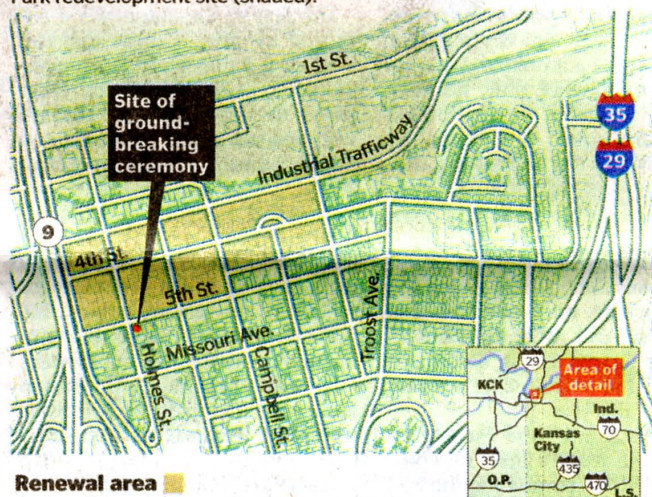 Park redevelopment site (shaded).
1st St.
Site of
ground-
breaking
ceremony
35
Industrial Trafficway
29
9
4th St.
5th St.
Missouri Ave.
Troost Ave.
Holmes St.
Campbell St.
29
Area of
detail
KCK
Ind.
70
Kansas
City
35
435
O.P.
470
L.S.
Renewal area